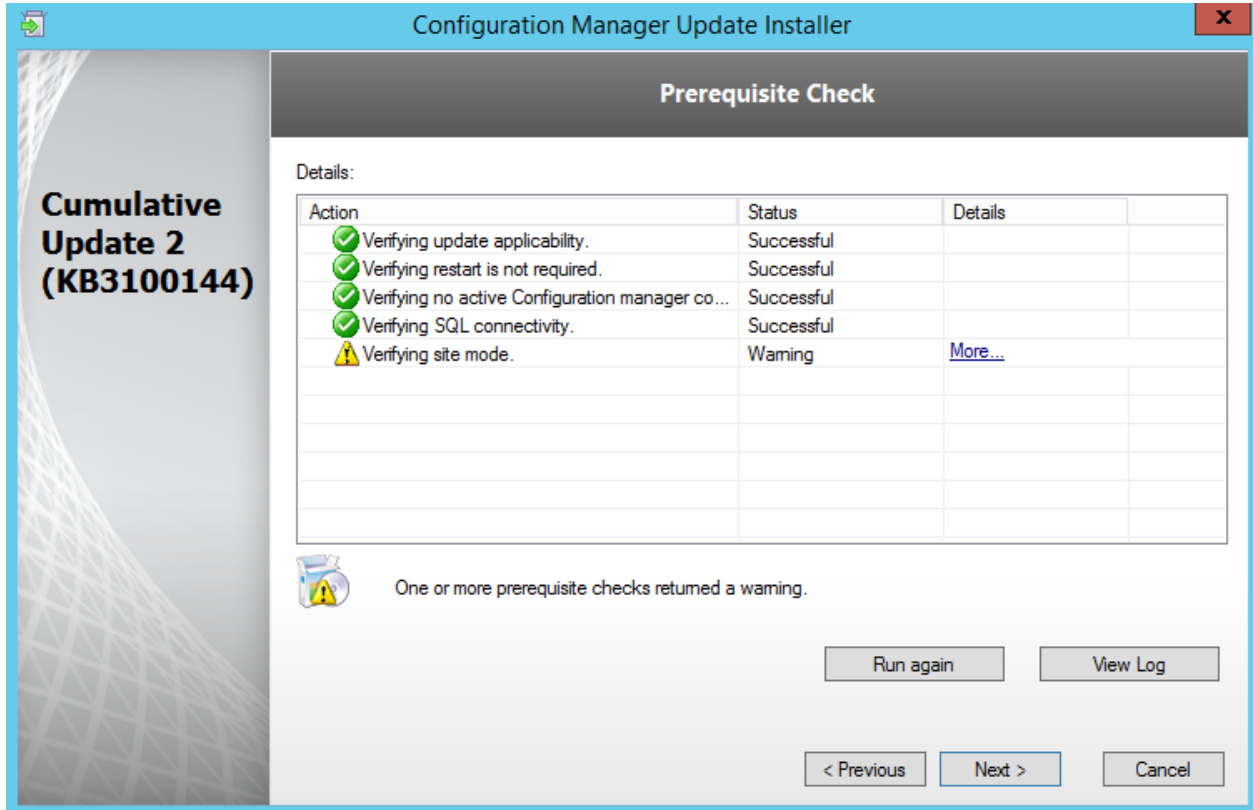 Configuration Manager Update Installer
x
Prerequisite Check
Cumulative
Update 2
(KB3100144)
Details:
Action Status Details
Verifying update applicability. Successful
Verifying restart is not required. Successful
Verifying no active Configuration manager co... Successful
Verifying SQL connectivity. Successful
Verifying site mode. Warning More...
One or more prerequisite checks returned a warning.
Run again View Log
< Previous Next > Cancel